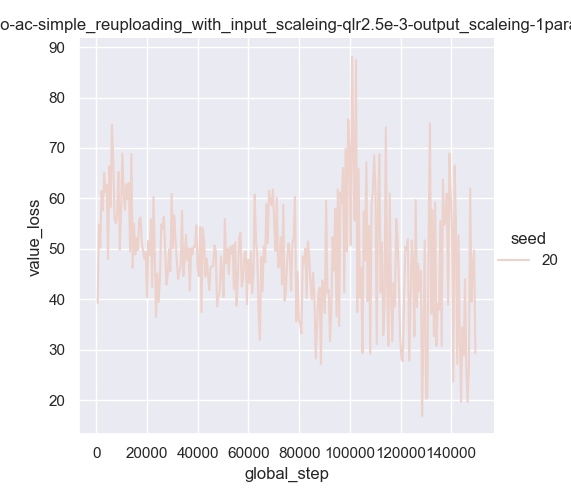 o-ac-simple_reuploading_with_input_scaleing-qlr2.5e-3-output_scaleing-1para
90
80
70
60
50
40
30
20
value_loss
0 20000 40000 60000 80000 100000 120000 140000
global_step
seed
20